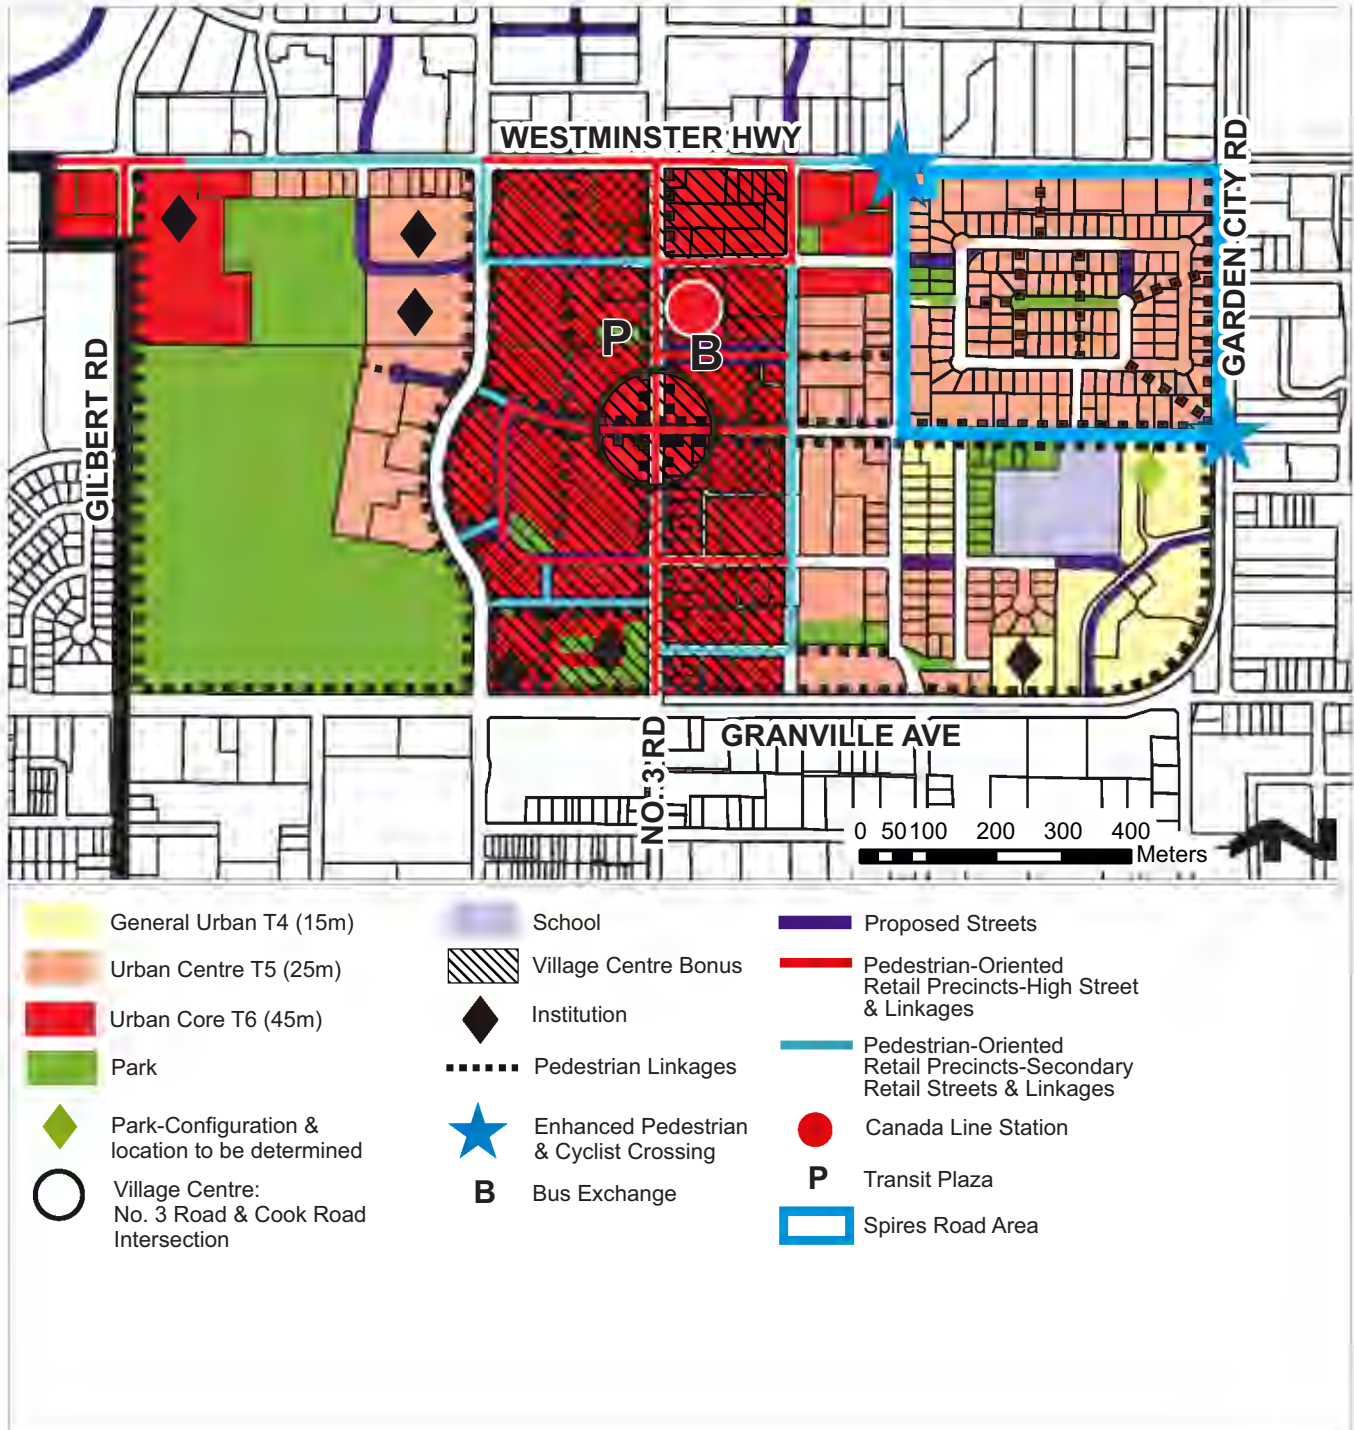 WESTMINSTER HWY
GARDEN CITY RD
GILBERT RD
P
B
NO. 3 RD
GRANVILLE AVE
0 50 100 200 300 400
Meters
General Urban T4 (15m)
Urban Centre T5 (25m)
Urban Core T6 (45m)
Park
Park-Configuration &
location to be determined
Village Centre:
No. 3 Road & Cook Road
Intersection
School
Village Centre Bonus
Institution
Pedestrian Linkages
Enhanced Pedestrian
& Cyclist Crossing
B Bus Exchange
Proposed Streets
Pedestrian-Oriented
Retail Precincts-High Street
& Linkages
Pedestrian-Oriented
Retail Precincts-Secondary
Retail Streets & Linkages
Canada Line Station
P Transit Plaza
Spires Road Area